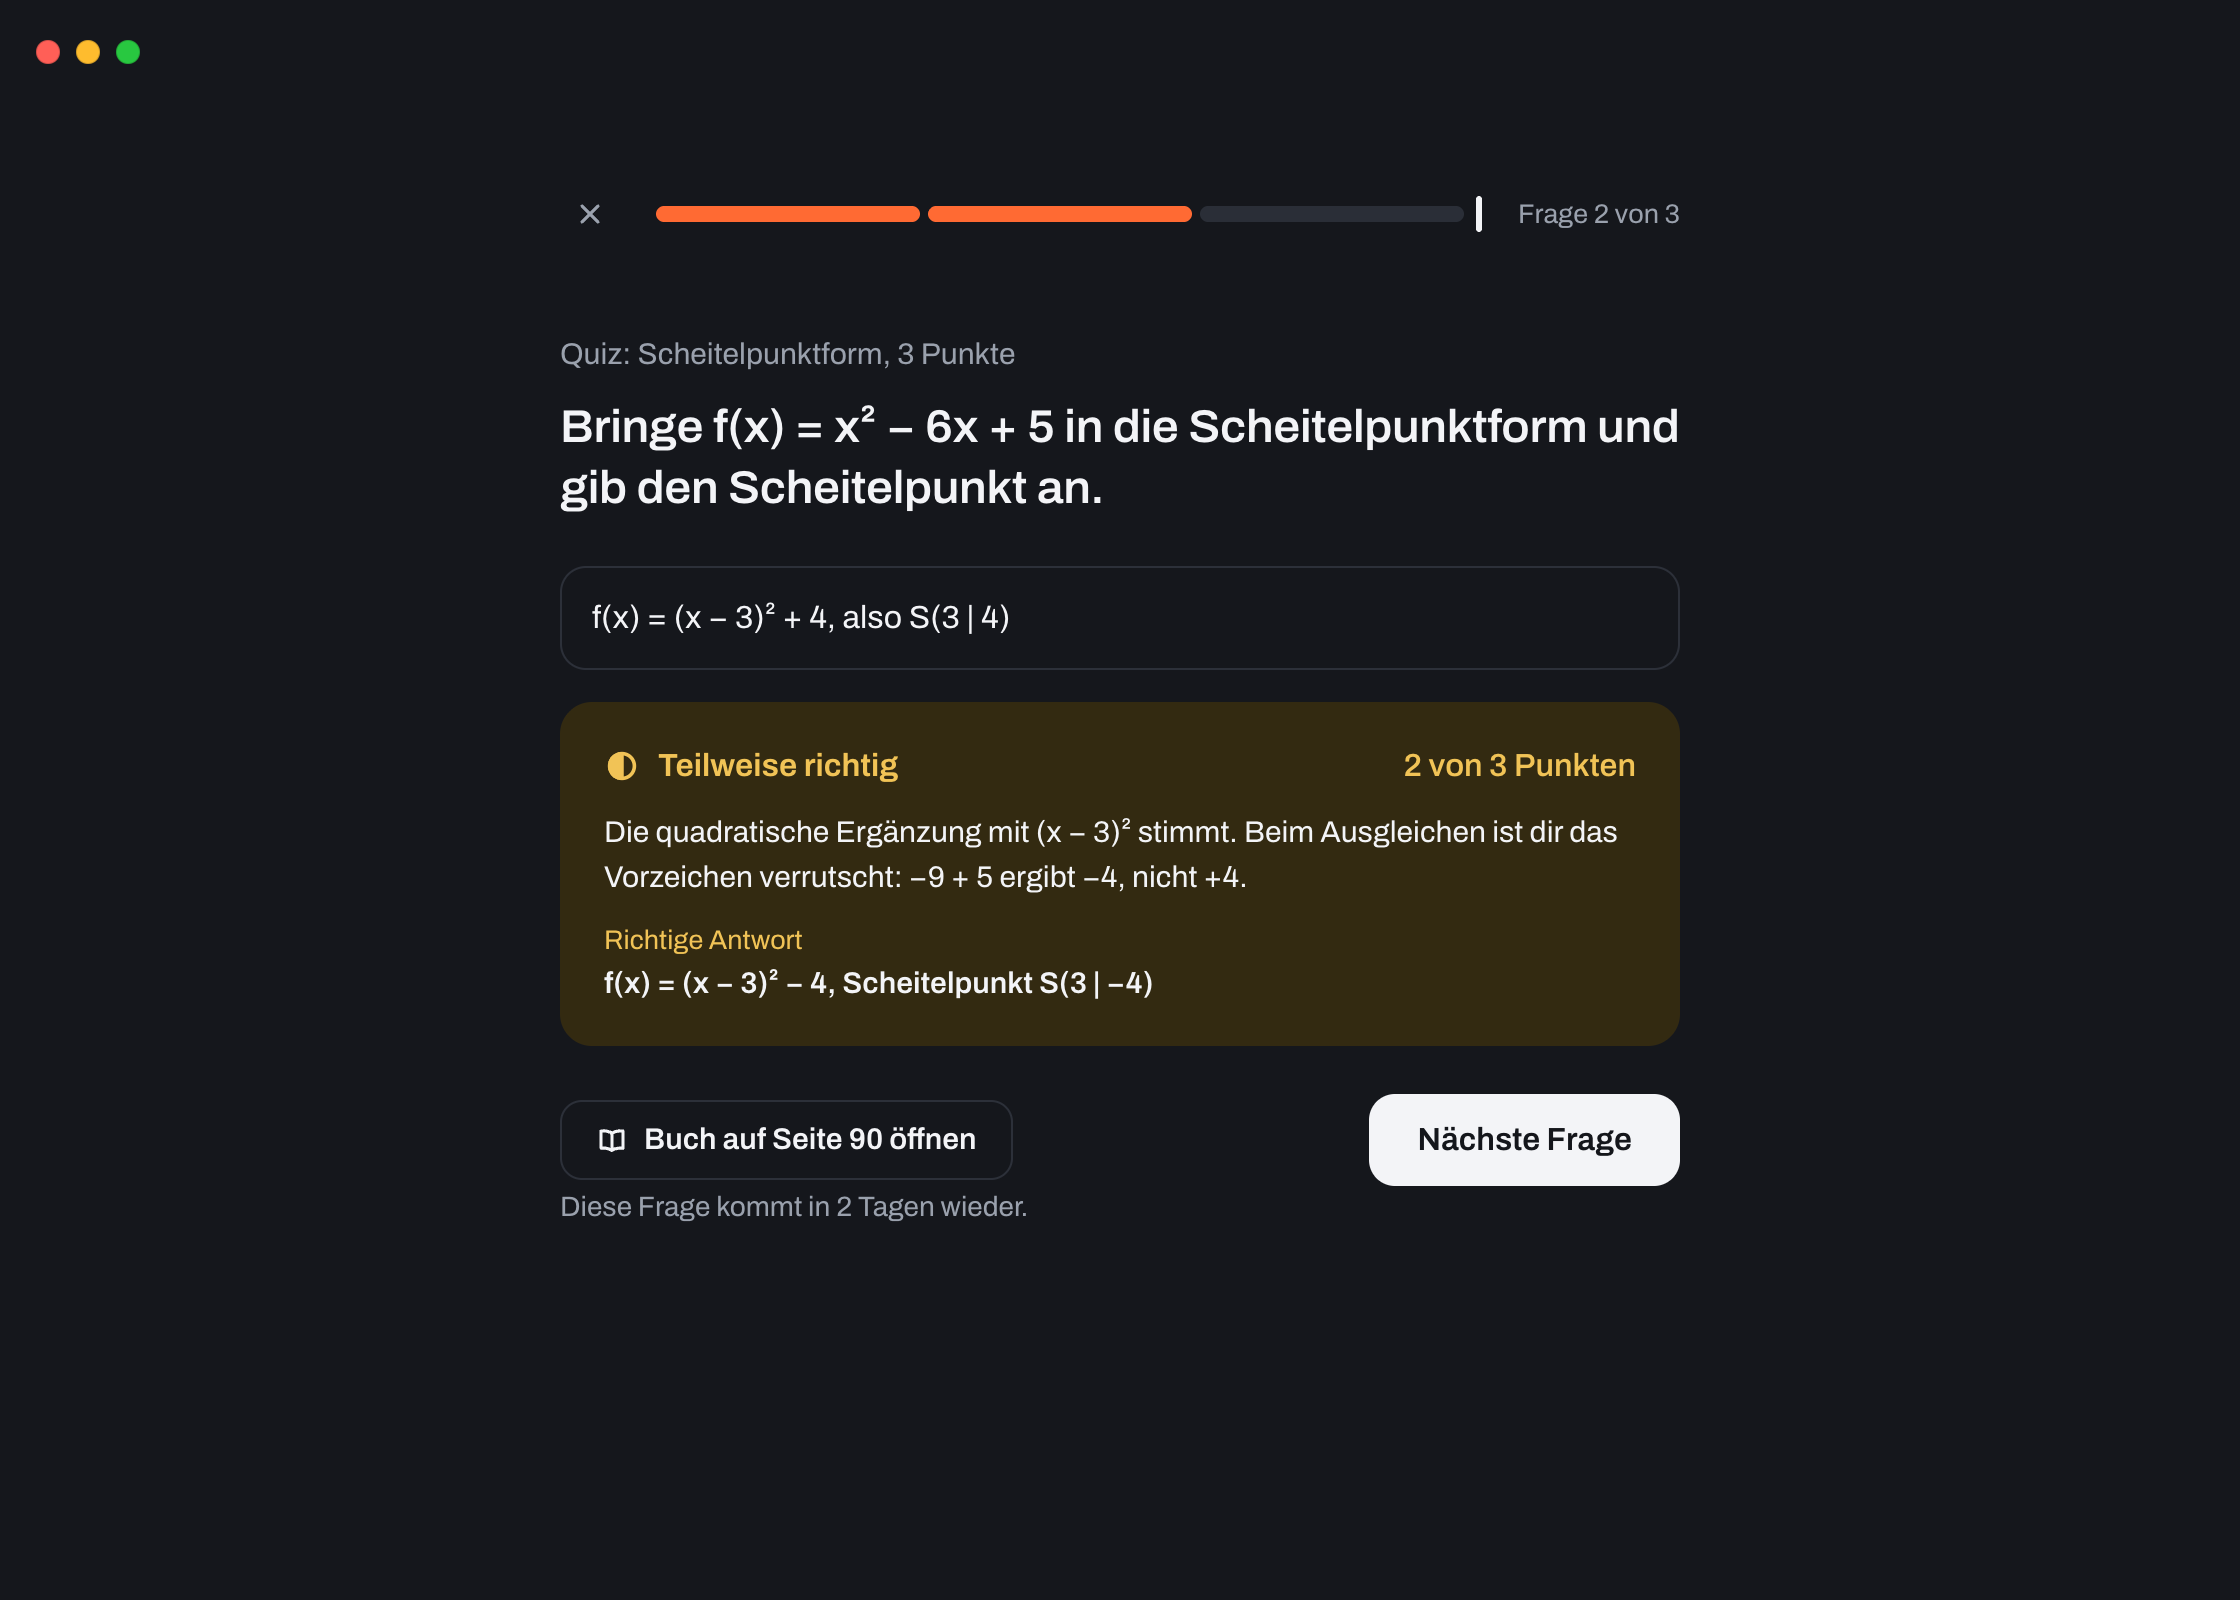 Frage 2 von 3
Quiz: Scheitelpunktform, 3 Punkte
Bringe f(x) = x² – 6x + 5 in die Scheitelpunktform und
gib den Scheitelpunkt an.
f(x) = (x – 3)² + 4, also S(3 | 4)
Teilweise richtig
2 von 3 Punkten
Die quadratische Ergänzung mit (x – 3)² stimmt. Beim Ausgleichen ist dir das
Vorzeichen verrutscht: –9 + 5 ergibt –4, nicht +4.
Richtige Antwort
f(x) = (x – 3)² – 4, Scheitelpunkt S(3 | –4)
Buch auf Seite 90 öffnen
Nächste Frage
Diese Frage kommt in 2 Tagen wieder.